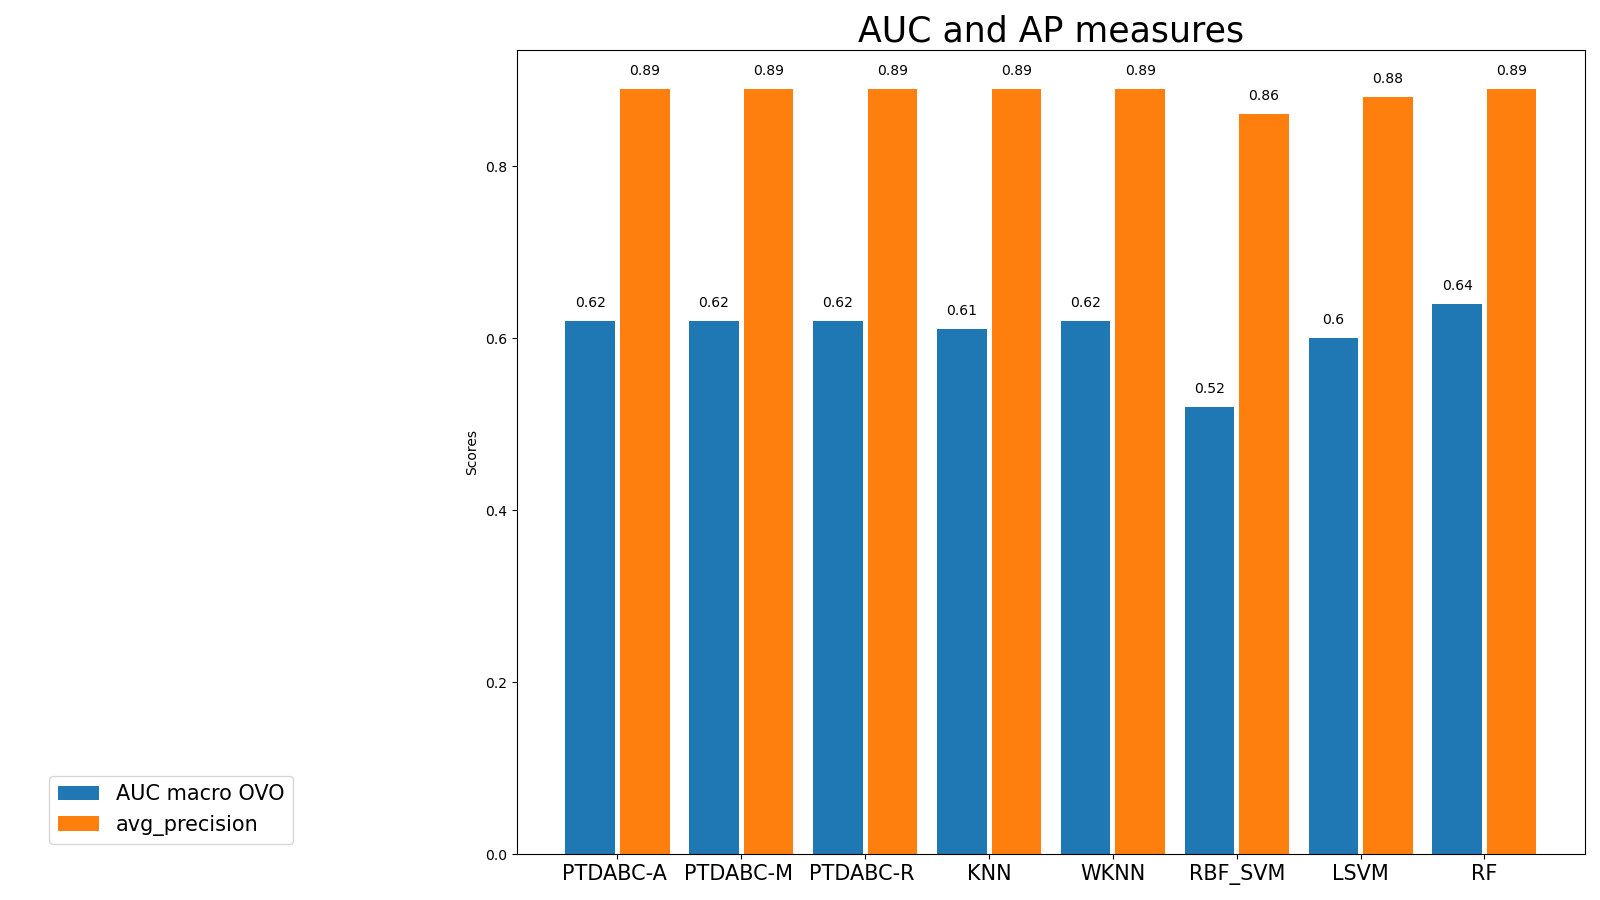 AUC and AP measures
0.89 0.89 0.89 0.89 0.89 0.86 0.88 0.89
0.62 0.62 0.62 0.61 0.62 0.52 0.6 0.64
0.8
0.6
0.4
0.2
0.0
Scores
PTDABC-A PTDABC-M PTDABC-R KNN WKNN RBF_SVM LSVM RF
AUC macro OVO
avg_precision